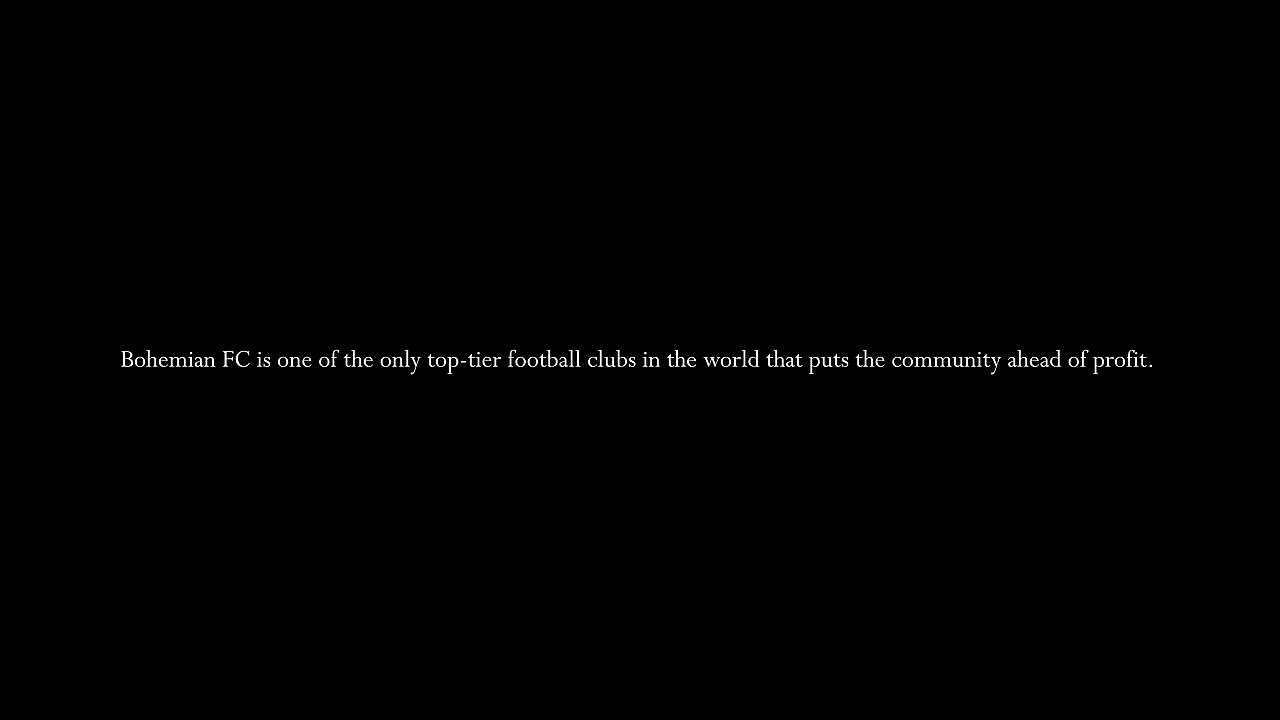 Bohemian FC is one of the only top-tier football clubs in the world that puts the community ahead of profit.